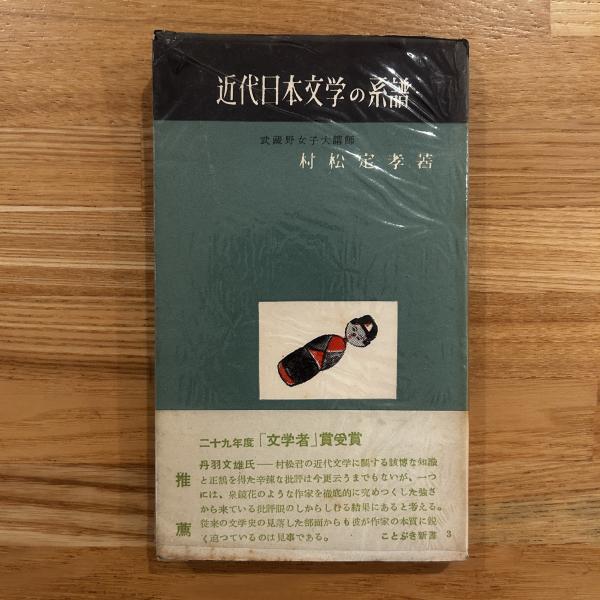 近代日本文学の系譜
武蔵野女子大講師
村松定孝著
二十九年度「文学者」賞受賞
推薦
丹羽文雄氏――村松君の近代文学に関する該博な知識
と正鵠を得た辛辣な批評は今更云うまでもないが、一つ
には、泉鏡花のような作家を徹底的に究めつくした強さ
から来ている批評眼のしからしむる結果にあると考える。
従来の文学史の見落した部面からも彼が作家の本質に鋭
く迫つているのは見事である。
ことぶき新書 3